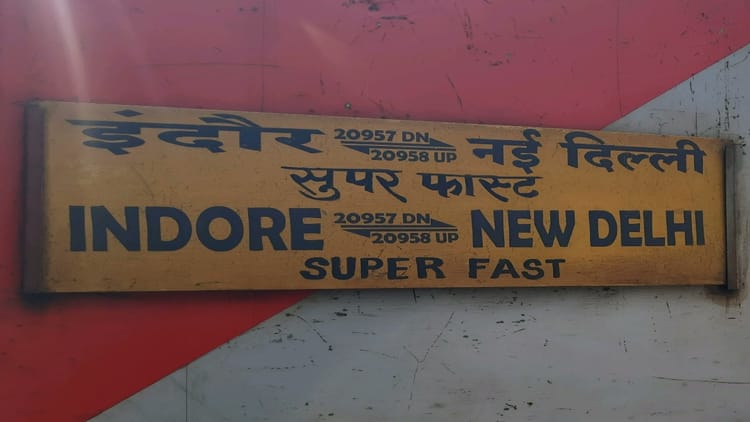 इंदौर 20957 DN नई दिल्ली
20958 UP
सुपर फास्ट
INDORE 20957 DN NEW DELHI
20958 UP
SUPER FAST